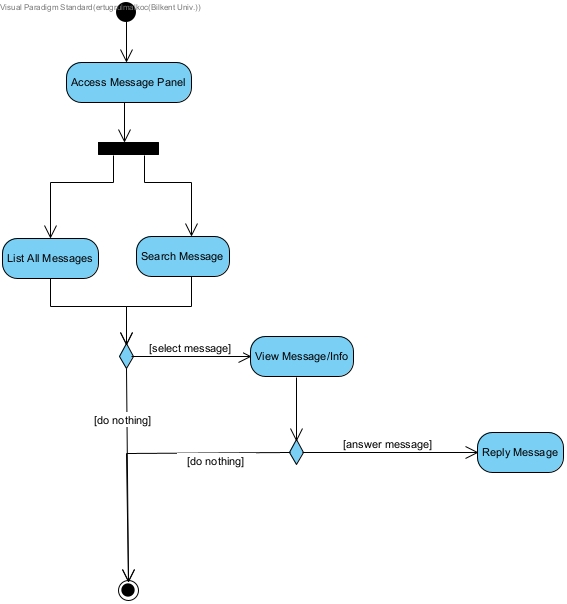 Visual Paradigm Standard(ertugrulmalkoc(Bilkent Univ.))
Access Message Panel
List All Messages
Search Message
[select message]
View Message/Info
[do nothing]
[answer message]
[do nothing]
Reply Message